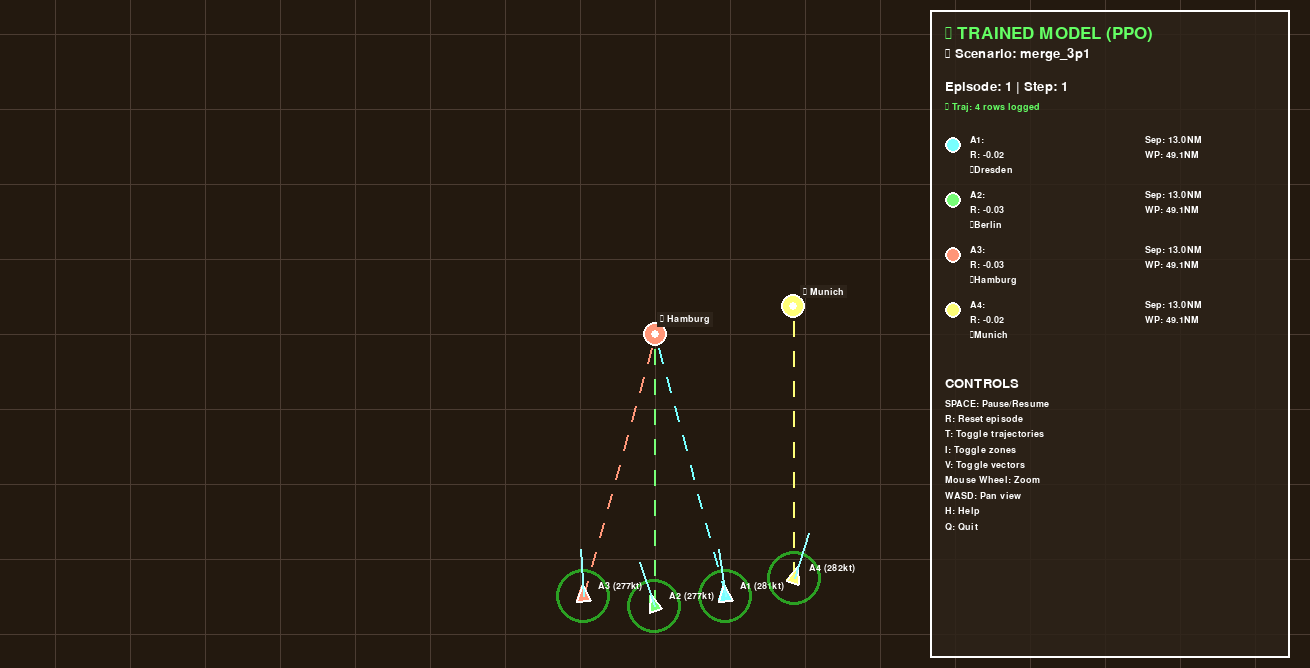 Hamburg
Munich
A3 (277kt)
A2 (277kt)
A1 (281kt)
A4 (282kt)
TRAINED MODEL (PPO)
Scenario: merge_3p1
Episode: 1 | Step: 1
Traj: 4 rows logged
A1: Sep: 13.0NM
R: -0.02 WP: 49.1NM
Dresden
A2: Sep: 13.0NM
R: -0.03 WP: 49.1NM
Berlin
A3: Sep: 13.0NM
R: -0.03 WP: 49.1NM
Hamburg
A4: Sep: 13.0NM
R: -0.02 WP: 49.1NM
Munich
CONTROLS
SPACE: Pause/Resume
R: Reset episode
T: Toggle trajectories
I: Toggle zones
V: Toggle vectors
Mouse Wheel: Zoom
WASD: Pan view
H: Help
Q: Quit